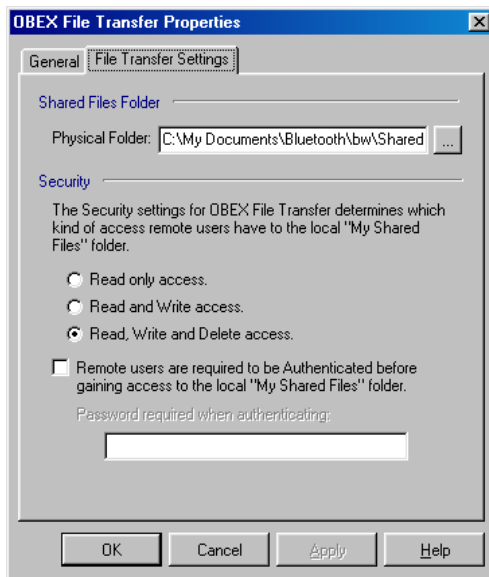 OBEX File Transfer Properties
General
File Transfer Settings
Shared Files Folder
Physical Folder: C:\My Documents\Bluetooth\bw\Shared ...
Security
The Security settings for OBEX File Transfer determines which
kind of access remote users have to the local "My Shared
Files" folder.
Read only access.
Read and Write access.
Read, Write and Delete access.
Remote users are required to be Authenticated before
gaining access to the local "My Shared Files" folder.
Password required when authenticating:
OK Cancel Apply Help